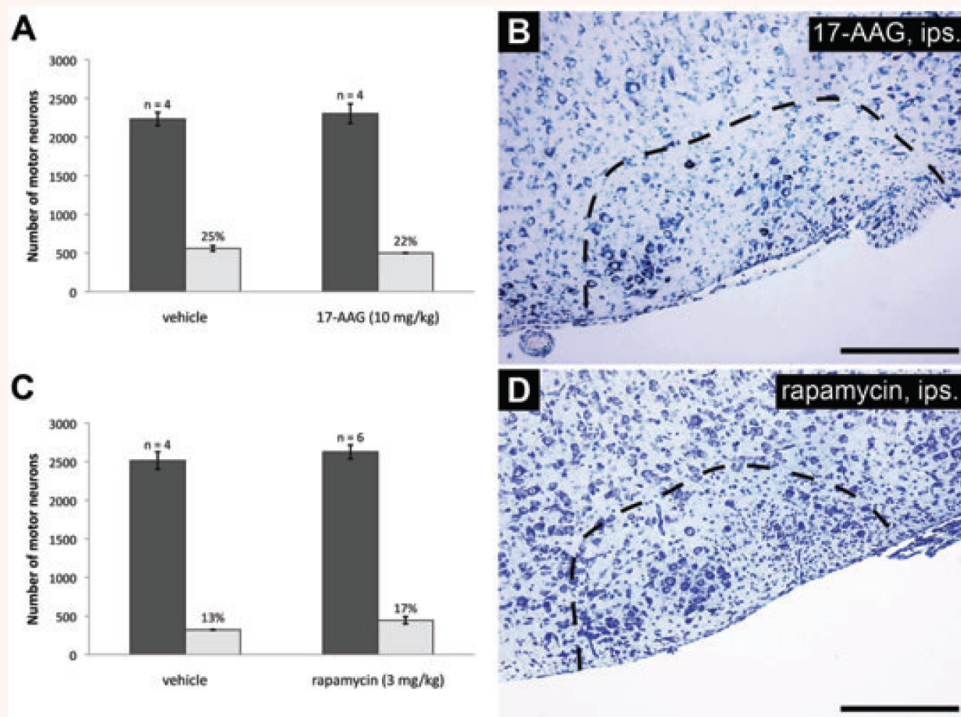 A
Number of motor neurons
3000
2500
2000
1500
1000
500
0
n = 4
25%
n = 4
22%
vehicle
17-AAG (10 mg/kg)
B
17-AAG, ips.
C
Number of motor neurons
3000
2500
2000
1500
1000
500
0
n = 4
13%
n = 6
17%
vehicle
rapamycin (3 mg/kg)
D
rapamycin, ips.